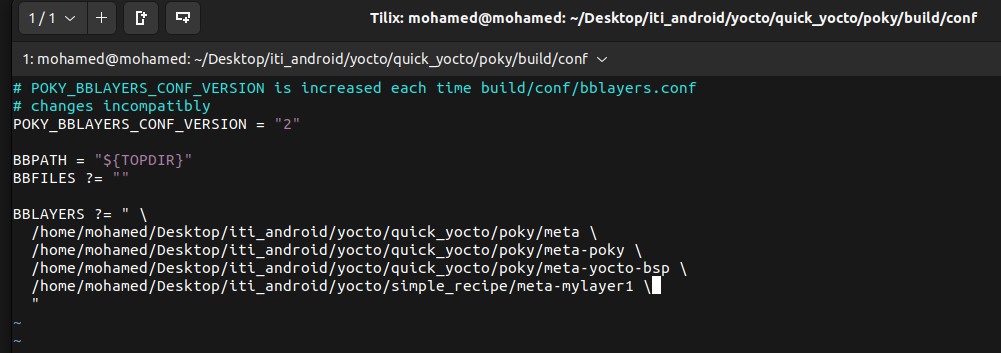 1 / 1
Tilix: mohamed@mohamed: ~/Desktop/iti_android/yocto/quick_yocto/poky/build/conf
1: mohamed@mohamed: ~/Desktop/iti_android/yocto/quick_yocto/poky/build/conf
# POKY_BBLAYERS_CONF_VERSION is increased each time build/conf/bblayers.conf
# changes incompatibly
POKY_BBLAYERS_CONF_VERSION = "2"
BBPATH = "${TOPDIR}"
BBFILES ?= ""
BBLAYERS ?= " \
/home/mohamed/Desktop/iti_android/yocto/quick_yocto/poky/meta \
/home/mohamed/Desktop/iti_android/yocto/quick_yocto/poky/meta-poky \
/home/mohamed/Desktop/iti_android/yocto/quick_yocto/poky/meta-yocto-bsp \
/home/mohamed/Desktop/iti_android/yocto/simple_recipe/meta-mylayer1 \
"
~
~